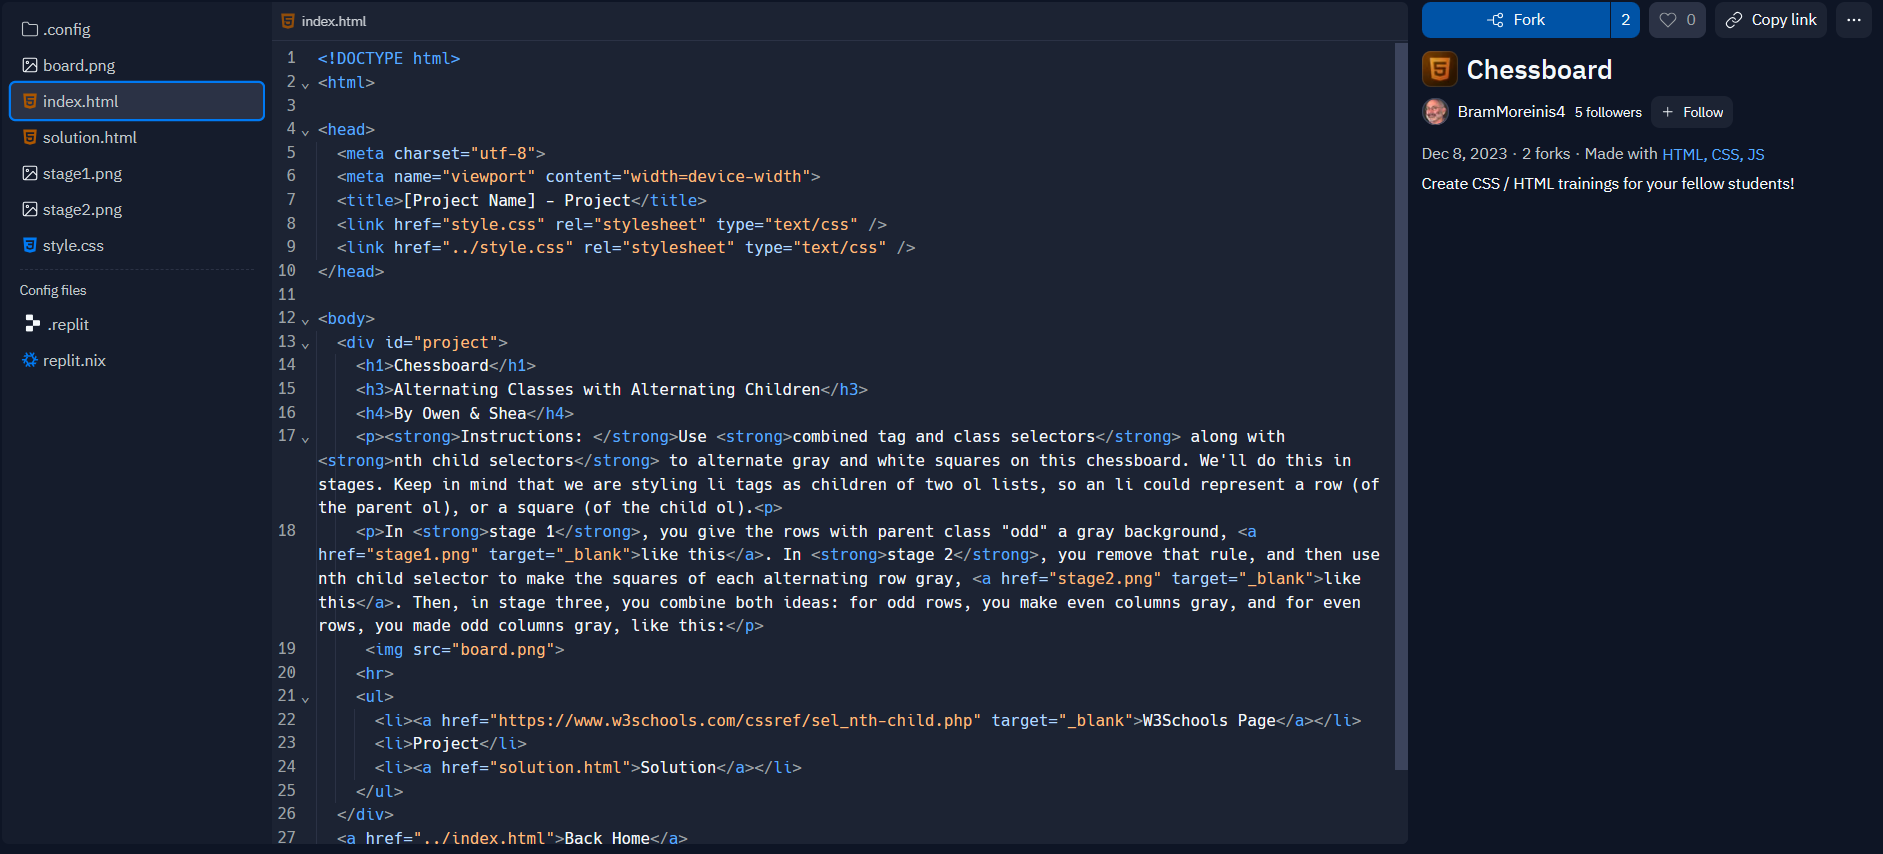 .config
board.png
index.html
solution.html
stage1.png
stage2.png
style.css
Config files
.replit
replit.nix
index.html
1 <!DOCTYPE html>
2 <html>
3
4 <head>
5 <meta charset="utf-8">
6 <meta name="viewport" content="width=device-width">
7 <title>[Project Name] - Project</title>
8 <link href="style.css" rel="stylesheet" type="text/css" />
9 <link href="../style.css" rel="stylesheet" type="text/css" />
10 </head>
11
12 <body>
13 <div id="project">
14 <h1>Chessboard</h1>
15 <h3>Alternating Classes with Alternating Children</h3>
16 <h4>By Owen & Shea</h4>
17 <p><strong>Instructions: </strong>Use <strong>combined tag and class selectors</strong> along with
<strong>nth child selectors</strong> to alternate gray and white squares on this chessboard. We'll do this in
stages. Keep in mind that we are styling li tags as children of two ol lists, so an li could represent a row (of
the parent ol), or a square (of the child ol).<p>
18 <p>In <strong>stage 1</strong>, you give the rows with parent class "odd" a gray background, <a
href="stage1.png" target="_blank">like this</a>. In <strong>stage 2</strong>, you remove that rule, and then use
nth child selector to make the squares of each alternating row gray, <a href="stage2.png" target="_blank">like
this</a>. Then, in stage three, you combine both ideas: for odd rows, you make even columns gray, and for even
rows, you made odd columns gray, like this:</p>
19 <img src="board.png">
20 <hr>
21 <ul>
22 <li><a href="https://www.w3schools.com/cssref/sel_nth-child.php" target="_blank">W3Schools Page</a></li>
23 <li>Project</li>
24 <li><a href="solution.html">Solution</a></li>
25 </ul>
26 </div>
27 <a href="../index.html">Back Home</a>
Fork 2 0 Copy link
Chessboard
BramMoreinis4 5 followers + Follow
Dec 8, 2023 · 2 forks · Made with HTML, CSS, JS
Create CSS / HTML trainings for your fellow students!